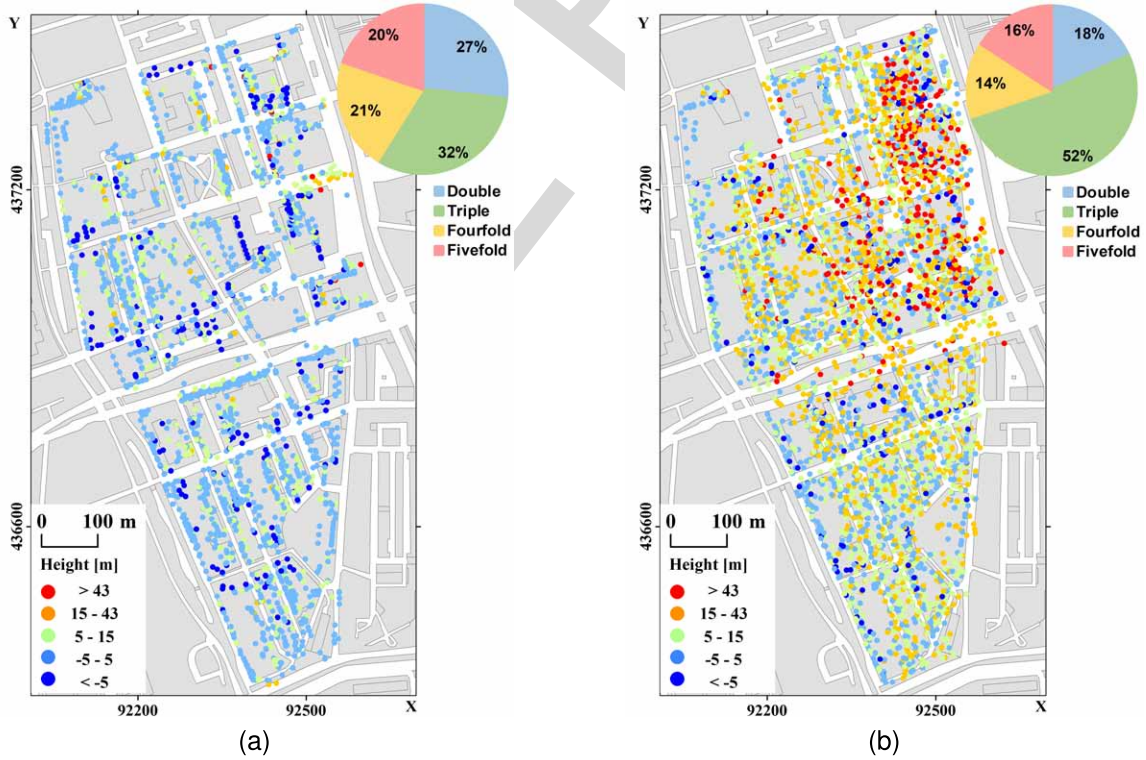 Y
20%
27%
21%
32%
437200
Double
Triple
Fourfold
Fivefold
436600
0 100 m
Height [m]
> 43
15 - 43
5 - 15
-5 - 5
< -5
92200
92500
X
(a)
Y
16%
18%
14%
52%
437200
Double
Triple
Fourfold
Fivefold
436600
0 100 m
Height [m]
> 43
15 - 43
5 - 15
-5 - 5
< -5
92200
92500
X
(b)